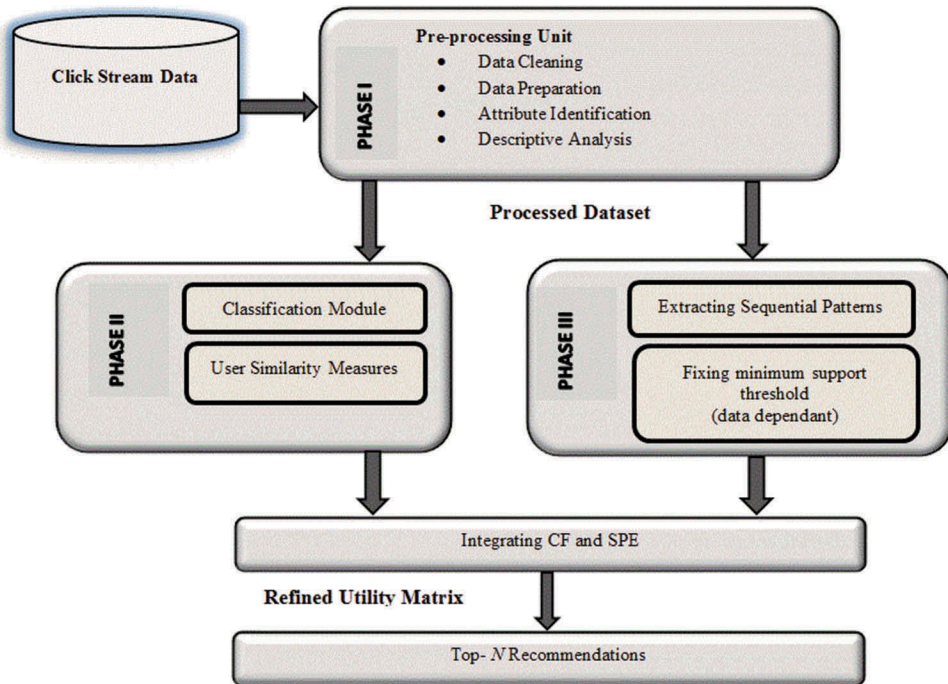 Click Stream Data
PHASE I
Pre-processing Unit
• Data Cleaning
• Data Preparation
• Attribute Identification
• Descriptive Analysis
Processed Dataset
PHASE II
Classification Module
User Similarity Measures
PHASE III
Extracting Sequential Patterns
Fixing minimum support
threshold
(data dependant)
Integrating CF and SPE
Refined Utility Matrix
Top- N Recommendations